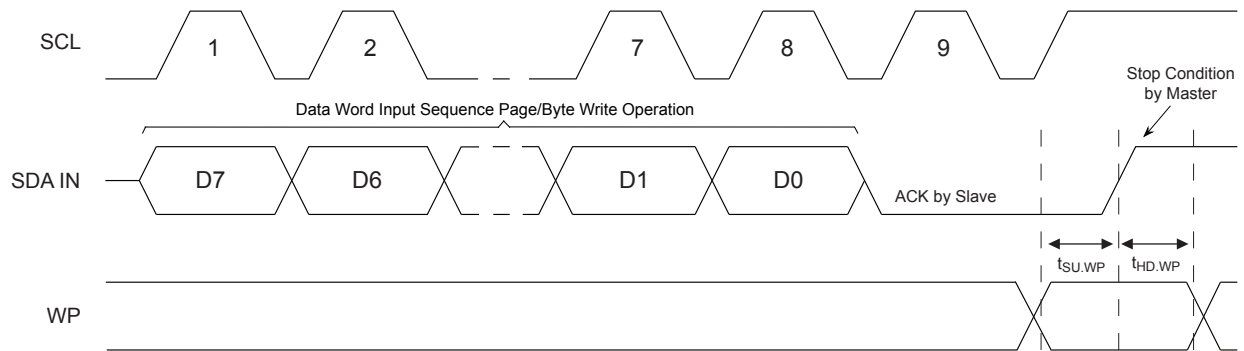 SCL 1 2 7 8 9
Stop Condition
by Master
Data Word Input Sequence Page/Byte Write Operation
SDA IN D7 D6 D1 D0
ACK by Slave
tSU.WP tHD.WP
WP